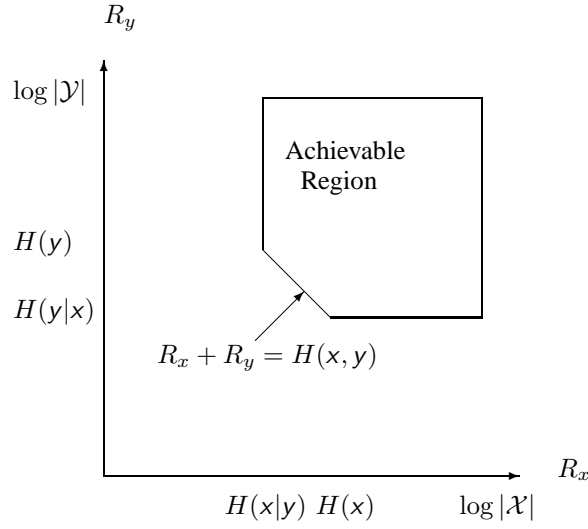 R_y
log |𝒴|
Achievable
Region
H(y)
H(y|x)
R_x + R_y = H(x, y)
R_x
H(x|y) H(x) log |𝒳|